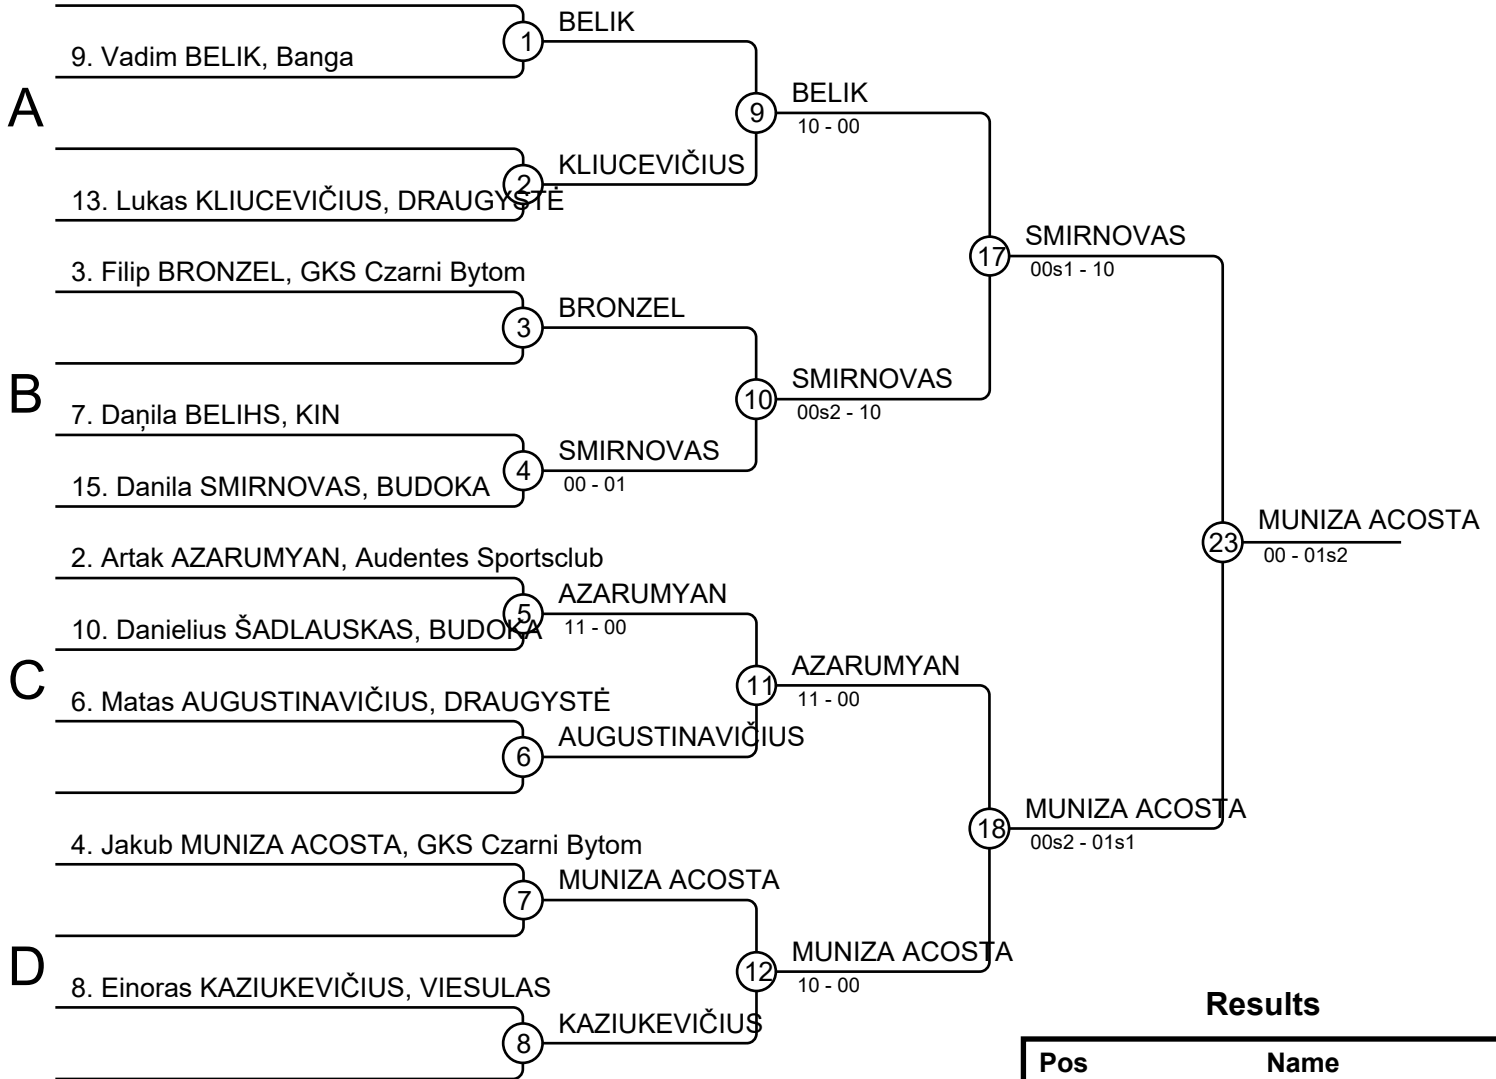 BELIK
1
9. Vadim BELIK, Banga
A
BELIK
9
10 - 00
KLIUCEVIČIUS
2
13. Lukas KLIUCEVIČIUS, DRAUGYSTĖ
SMIRNOVAS
17
00s1 - 10
3. Filip BRONZEL, GKS Czarni Bytom
BRONZEL
3
B
SMIRNOVAS
10
00s2 - 10
7. Daņila BELIHS, KIN
SMIRNOVAS
4
00 - 01
15. Danila SMIRNOVAS, BUDOKA
MUNIZA ACOSTA
23
00 - 01s2
2. Artak AZARUMYAN, Audentes Sportsclub
AZARUMYAN
5
11 - 00
10. Danielius ŠADLAUSKAS, BUDOKA
C
AZARUMYAN
11
11 - 00
6. Matas AUGUSTINAVIČIUS, DRAUGYSTĖ
AUGUSTINAVIČIUS
6
MUNIZA ACOSTA
18
00s2 - 01s1
4. Jakub MUNIZA ACOSTA, GKS Czarni Bytom
MUNIZA ACOSTA
7
D
MUNIZA ACOSTA
12
10 - 00
8. Einoras KAZIUKEVIČIUS, VIESULAS
KAZIUKEVIČIUS
8
Results
Pos Name